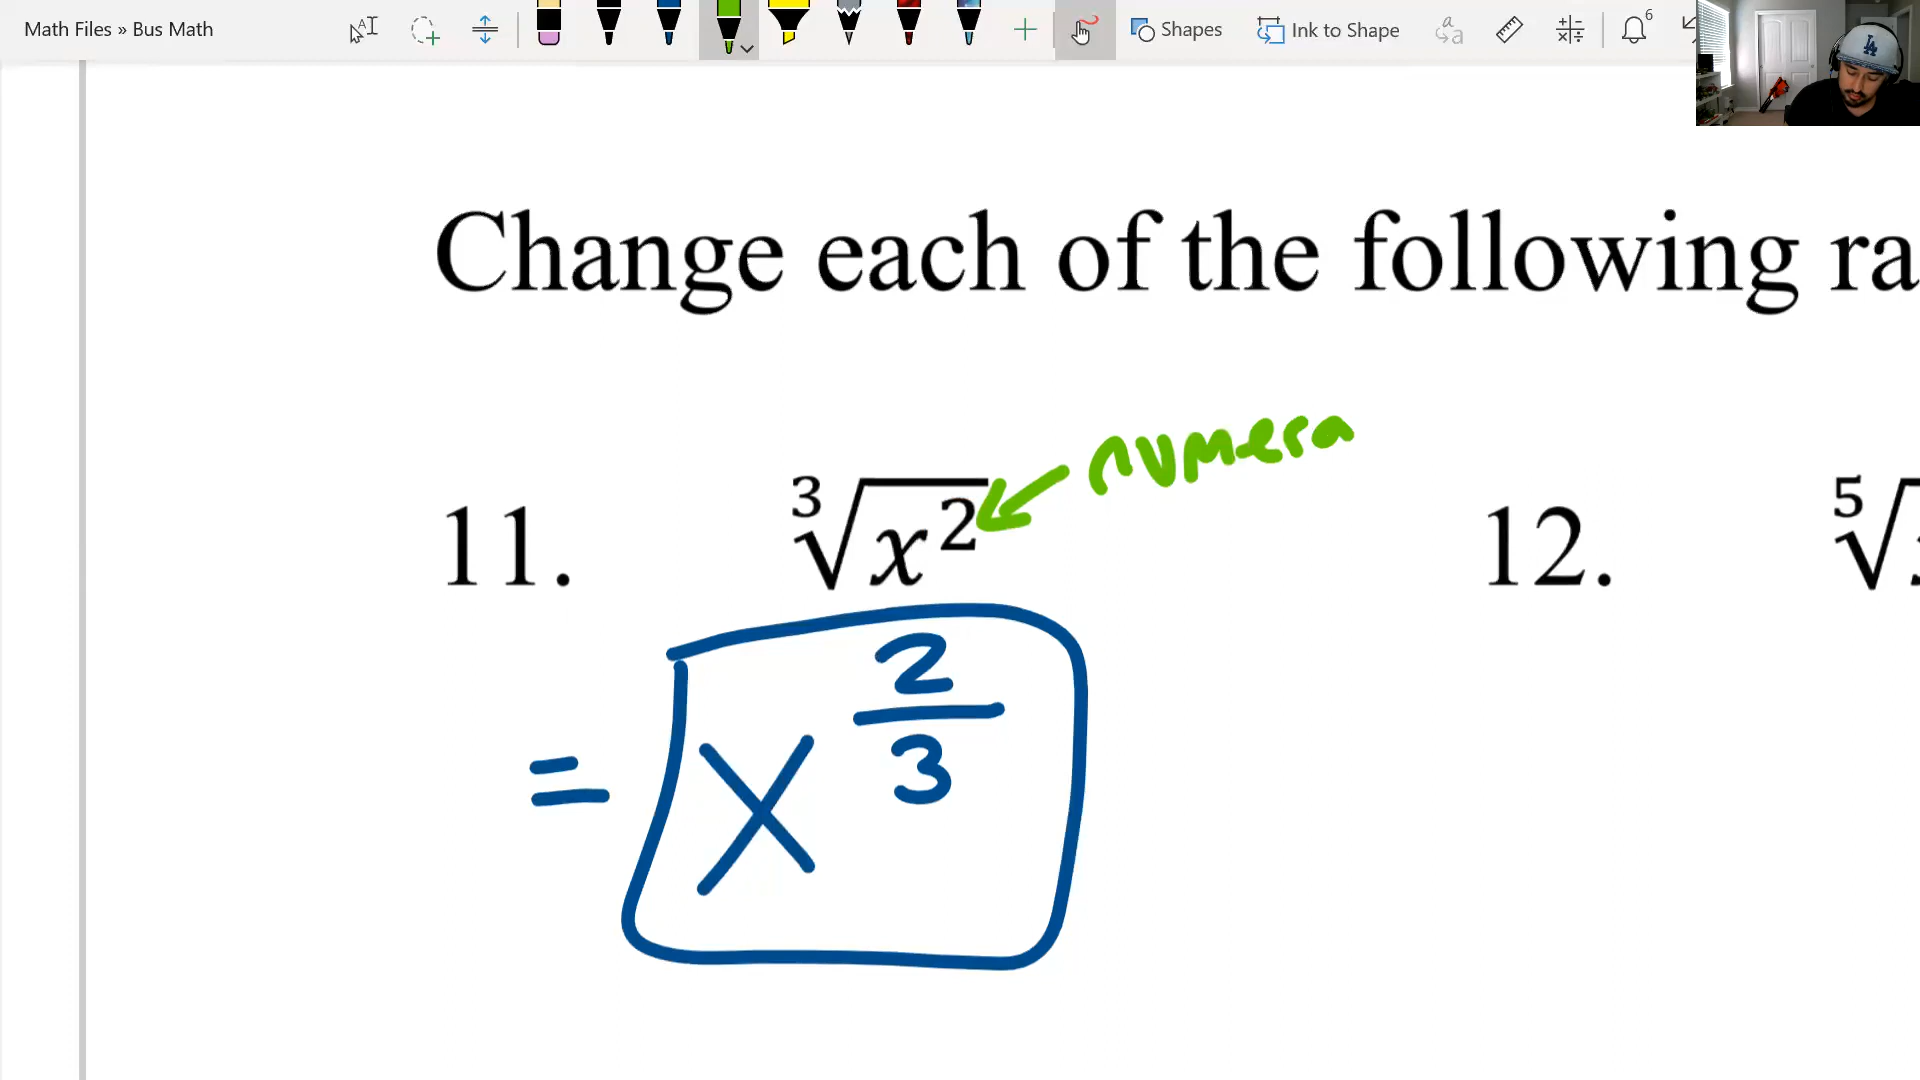 Math Files » Bus Math
Shapes
Ink to Shape
6
Change each of the following ra
numera
11. ∛x²
12. ⁵√
= x^(2/3)